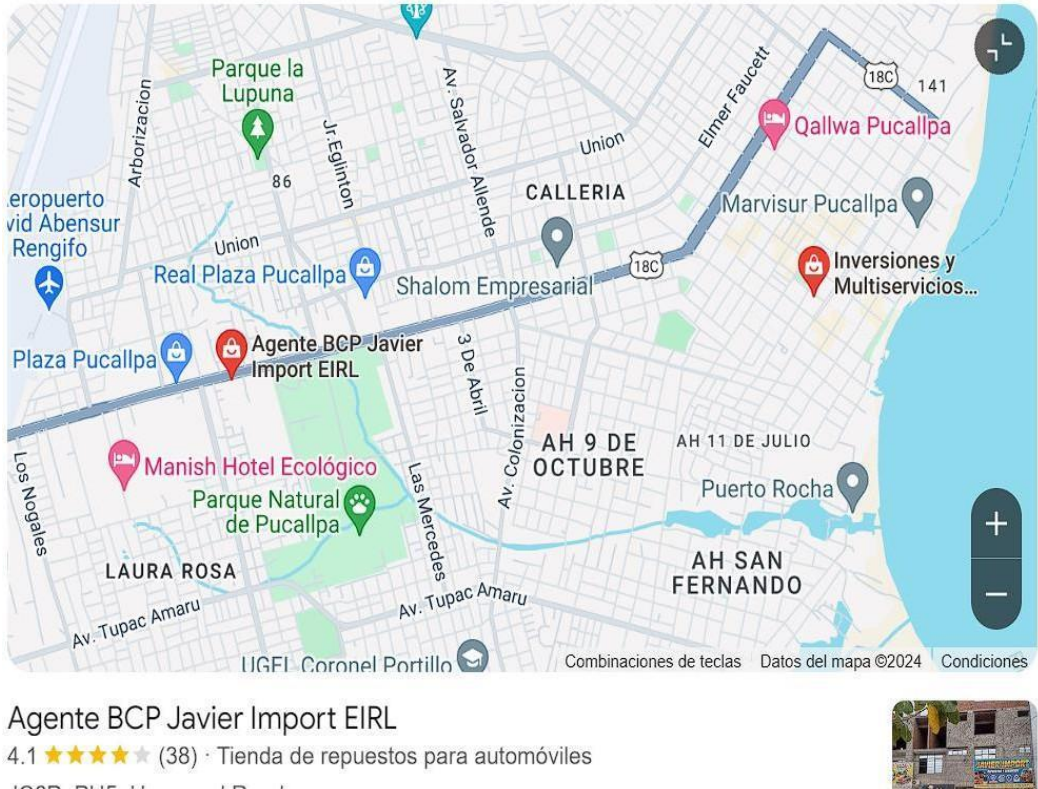 Parque la
Lupuna
Arborizacion
Jr.Eglinton
Av. Salvador Allende
Union
Elmer Faucett
18C
141
Qallwa Pucallpa
86
CALLERIA
Marvisur Pucallpa
eropuerto
vid Abensur
Rengifo
Union
Real Plaza Pucallpa
Shalom Empresarial
18C
Inversiones y
Multiservicios...
Plaza Pucallpa
Agente BCP Javier
Import EIRL
3 De Abril
Av. Colonizacion
AH 9 DE
OCTUBRE
AH 11 DE JULIO
Los Nogales
Manish Hotel Ecológico
Parque Natural
de Pucallpa
Las Mercedes
Puerto Rocha
LAURA ROSA
AH SAN
FERNANDO
Av. Tupac Amaru
Av. Tupac Amaru
UGEL Coronel Portillo
Combinaciones de teclas
Datos del mapa ©2024
Condiciones
Agente BCP Javier Import EIRL
4.1 ★★★★★ (38) · Tienda de repuestos para automóviles
JAVIER IMPORT